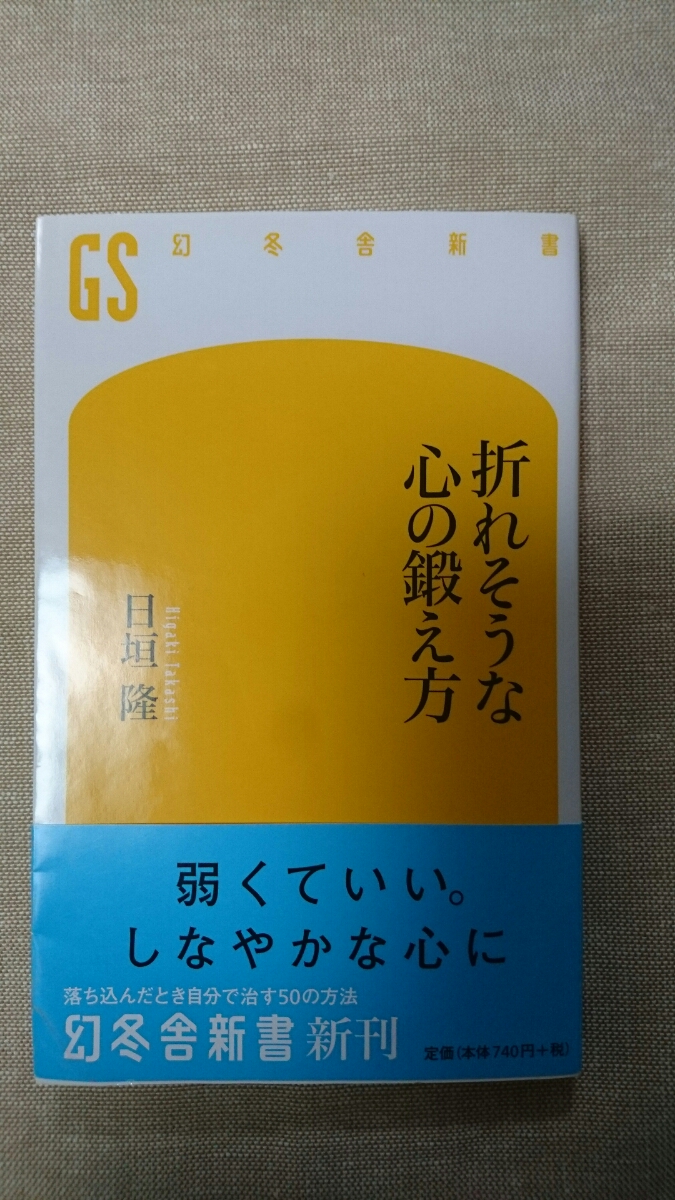 GS
幻冬舎新書
折れそうな
心の鍛え方
日垣 隆
Higaki Takashi
弱くていい。
しなやかな心に
落ち込んだとき自分で治す50の方法
幻冬舎新書 新刊
定価(本体740円+税)